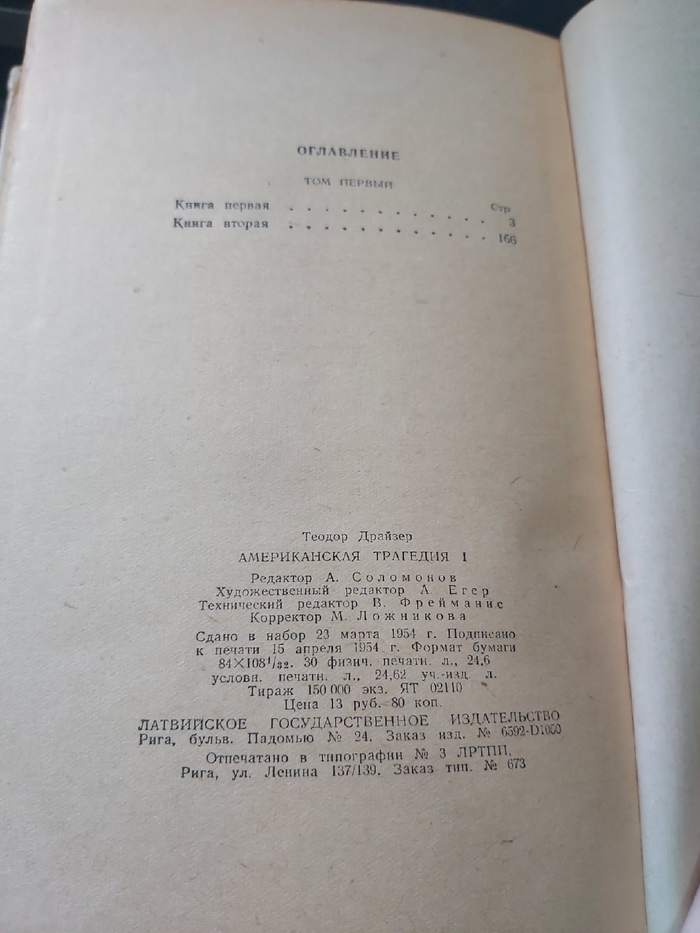 ОГЛАВЛЕНИЕ
ТОМ ПЕРВЫЙ
Стр
Книга первая . . . . . . . . . . . . 3
Книга вторая . . . . . . . . . . . . 166
Теодор Драйзер
АМЕРИКАНСКАЯ ТРАГЕДИЯ I
Редактор А. Соломонов
Художественный редактор А. Егер
Технический редактор В. Фрейманис
Корректор М. Ложникова
Сдано в набор 23 марта 1954 г. Подписано
к печати 15 апреля 1954 г. Формат бумаги
84×108¹/₃₂. 30 физич. печати. л., 24,6
условн. печати. л., 24,62 уч.-изд л.
Тираж 150 000 экз. ЯТ 02110
Цена 13 руб. 80 коп.
ЛАТВИЙСКОЕ ГОСУДАРСТВЕННОЕ ИЗДАТЕЛЬСТВО
Рига, бульв. Падомью № 24. Заказ изд. № 6592-D1050
Отпечатано в типографии № 3 ЛРТПП,
Рига, ул. Ленина 137/139. Заказ тип. № 673